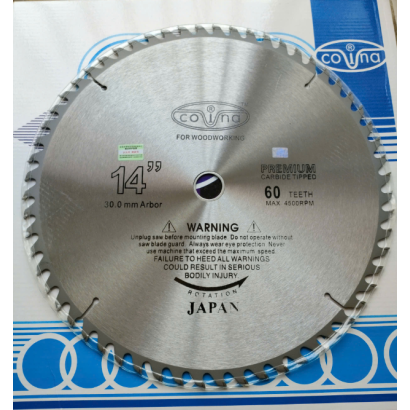 covina
covina
FOR WOODWORKING
14”
30.0 mm Arbor
PREMIUM
CARBIDE TIPPED
60 TEETH
MAX. 4500RPM
WARNING
Unplug saw before mounting blade. Do not operate without
saw blade guard. Always wear eye protection. Never
use machine that exceed the maximum speed.
FAILURE TO HEED ALL WARNINGS
COULD RESULT IN SERIOUS
BODILY INJURY
ROTATION
JAPAN